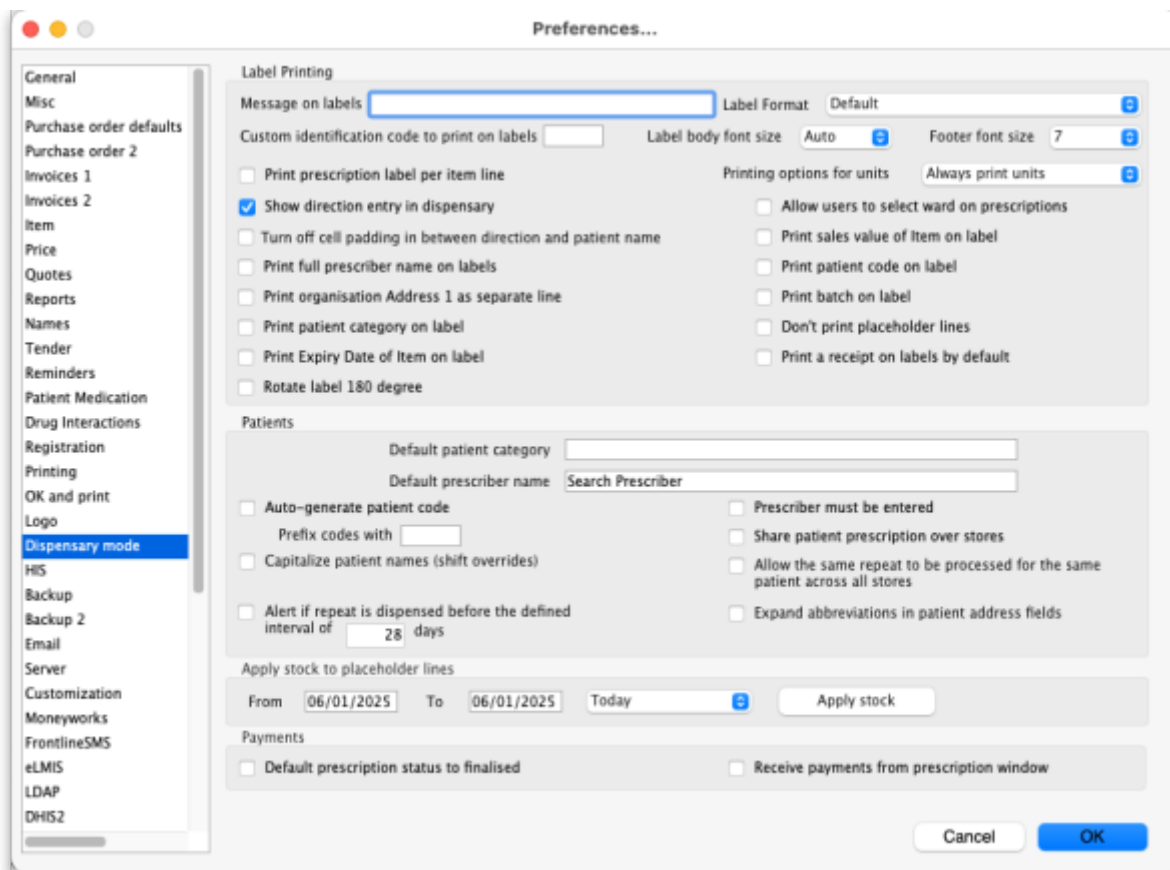 Preferences...
General
Misc
Purchase order defaults
Purchase order 2
Invoices 1
Invoices 2
Item
Price
Quotes
Reports
Names
Tender
Reminders
Patient Medication
Drug Interactions
Registration
Printing
OK and print
Logo
Dispensary mode
HIS
Backup
Backup 2
Email
Server
Customization
Moneyworks
FrontlineSMS
eLMIS
LDAP
DHIS2
Label Printing
Message on labels Label Format Default
Custom identification code to print on labels Label body font size Auto Footer font size 7
Print prescription label per item line Printing options for units Always print units
Show direction entry in dispensary Allow users to select ward on prescriptions
Turn off cell padding in between direction and patient name Print sales value of Item on label
Print full prescriber name on labels Print patient code on label
Print organisation Address 1 as separate line Print batch on label
Print patient category on label Don't print placeholder lines
Print Expiry Date of Item on label Print a receipt on labels by default
Rotate label 180 degree
Patients
Default patient category
Default prescriber name Search Prescriber
Auto-generate patient code Prescriber must be entered
Prefix codes with Share patient prescription over stores
Capitalize patient names (shift overrides) Allow the same repeat to be processed for the same
patient across all stores
Alert if repeat is dispensed before the defined Expand abbreviations in patient address fields
interval of 28 days
Apply stock to placeholder lines
From 06/01/2025 To 06/01/2025 Today Apply stock
Payments
Default prescription status to finalised Receive payments from prescription window
Cancel OK